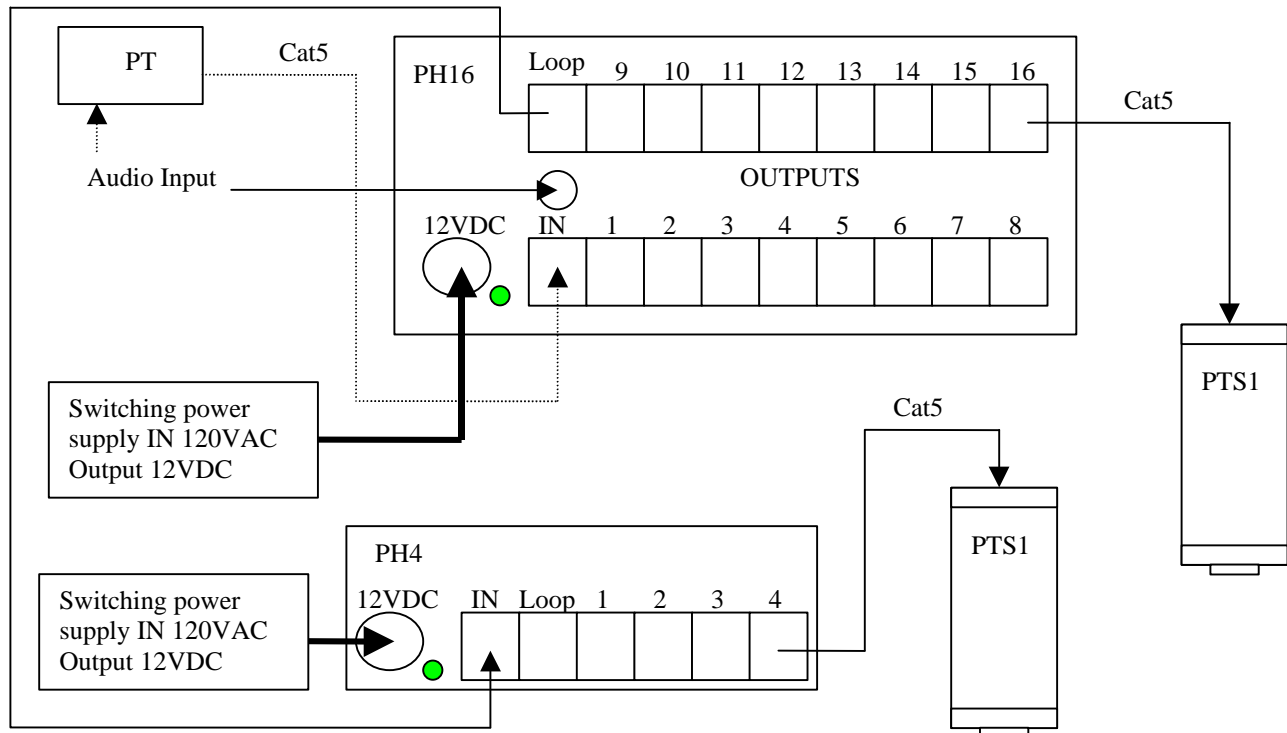 PT
Cat5
PH16
Loop 9 10 11 12 13 14 15 16
Cat5
Audio Input
OUTPUTS
12VDC
IN 1 2 3 4 5 6 7 8
PTS1
Switching power
supply IN 120VAC
Output 12VDC
Cat5
PTS1
PH4
12VDC
IN Loop 1 2 3 4
Switching power
supply IN 120VAC
Output 12VDC